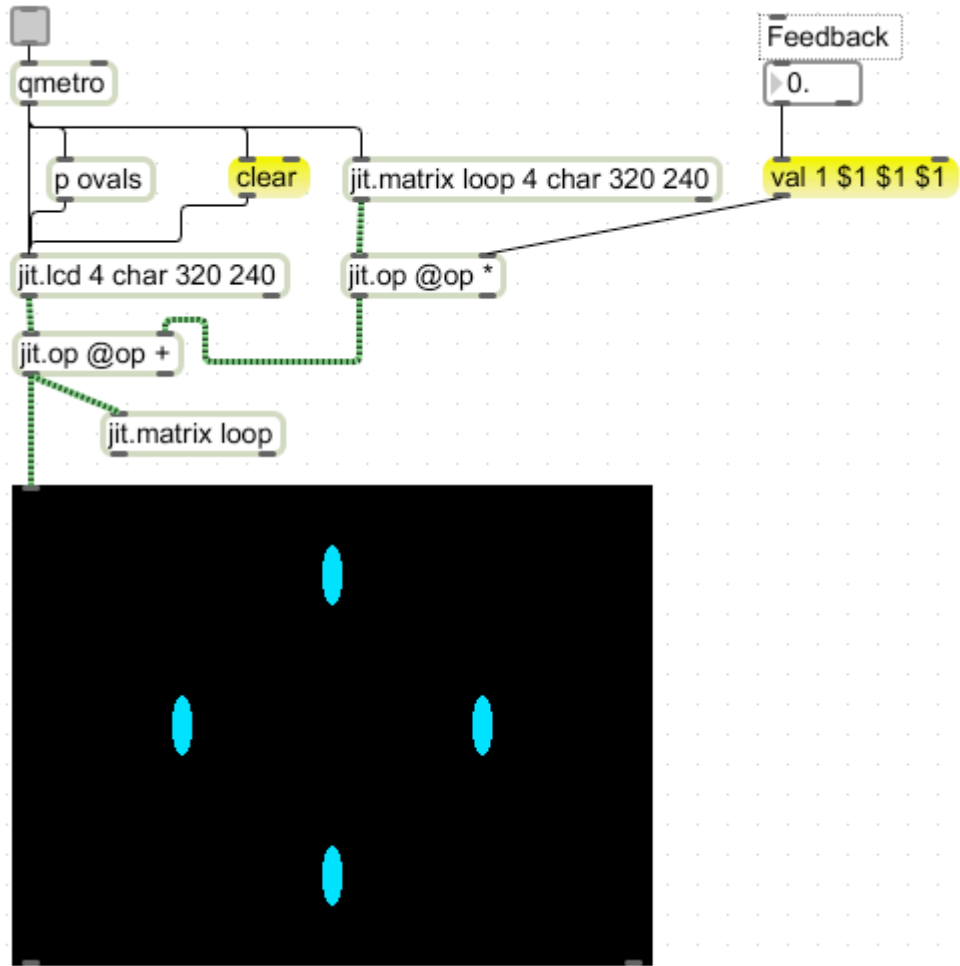 Feedback
qmetro
0.
p ovals
clear
jit.matrix loop 4 char 320 240
val 1 $1 $1 $1
jit.lcd 4 char 320 240
jit.op @op *
jit.op @op +
jit.matrix loop